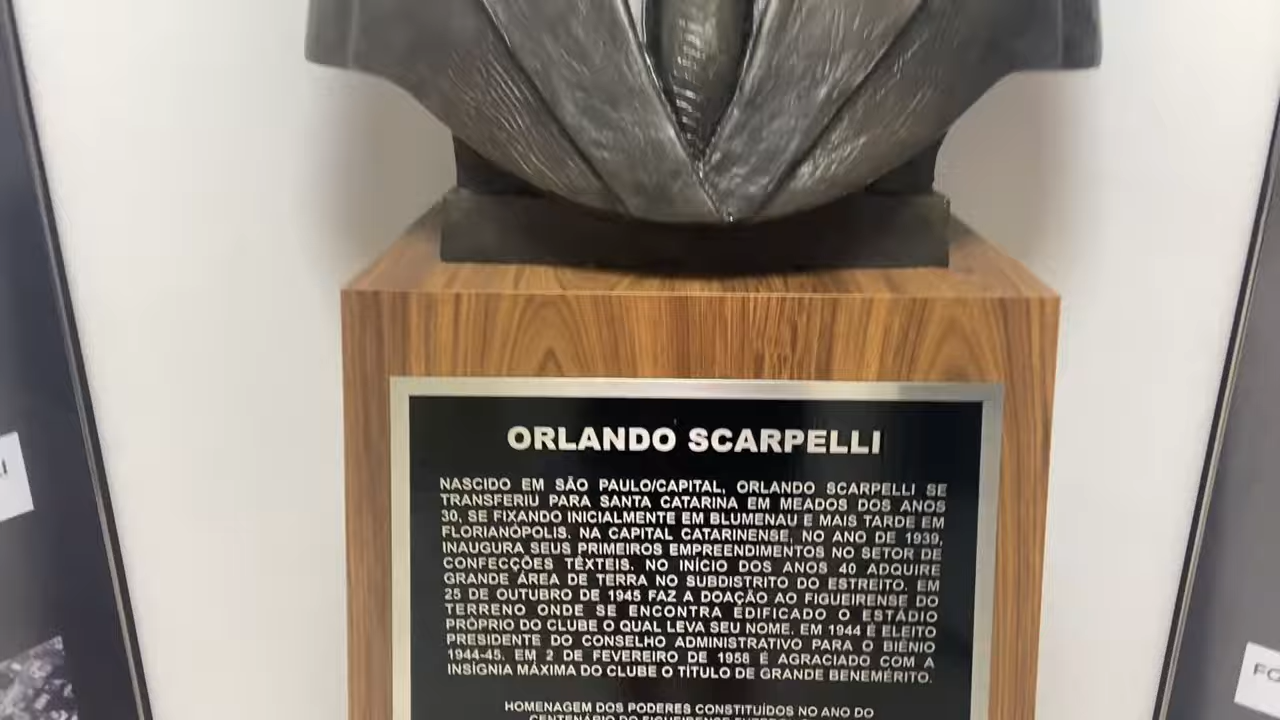 ORLANDO SCARPELLI
NASCIDO EM SÃO PAULO/CAPITAL, ORLANDO SCARPELLI SE
TRANSFERIU PARA SANTA CATARINA EM MEADOS DOS ANOS
30, SE FIXANDO INICIALMENTE EM BLUMENAU E MAIS TARDE EM
FLORIANÓPOLIS. NA CAPITAL CATARINENSE, NO ANO DE 1939,
INAUGURA SEUS PRIMEIROS EMPREENDIMENTOS NO SETOR DE
CONFECÇÕES TÊXTEIS. NO INÍCIO DOS ANOS 40 ADQUIRE
GRANDE ÁREA DE TERRA NO SUBDISTRITO DO ESTREITO. EM
25 DE OUTUBRO DE 1945 FAZ A DOAÇÃO AO FIGUEIRENSE DO
TERRENO ONDE SE ENCONTRA EDIFICADO O ESTÁDIO
PRÓPRIO DO CLUBE O QUAL LEVA SEU NOME. EM 1944 É ELEITO
PRESIDENTE DO CONSELHO ADMINISTRATIVO PARA O BIÊNIO
1944-45. EM 2 DE FEVEREIRO DE 1958 É AGRACIADO COM A
INSÍGNIA MÁXIMA DO CLUBE O TÍTULO DE GRANDE BENEMÉRITO.
HOMENAGEM DOS PODERES CONSTITUÍDOS NO ANO DO
CENTENÁRIO DO FIGUEIRENSE